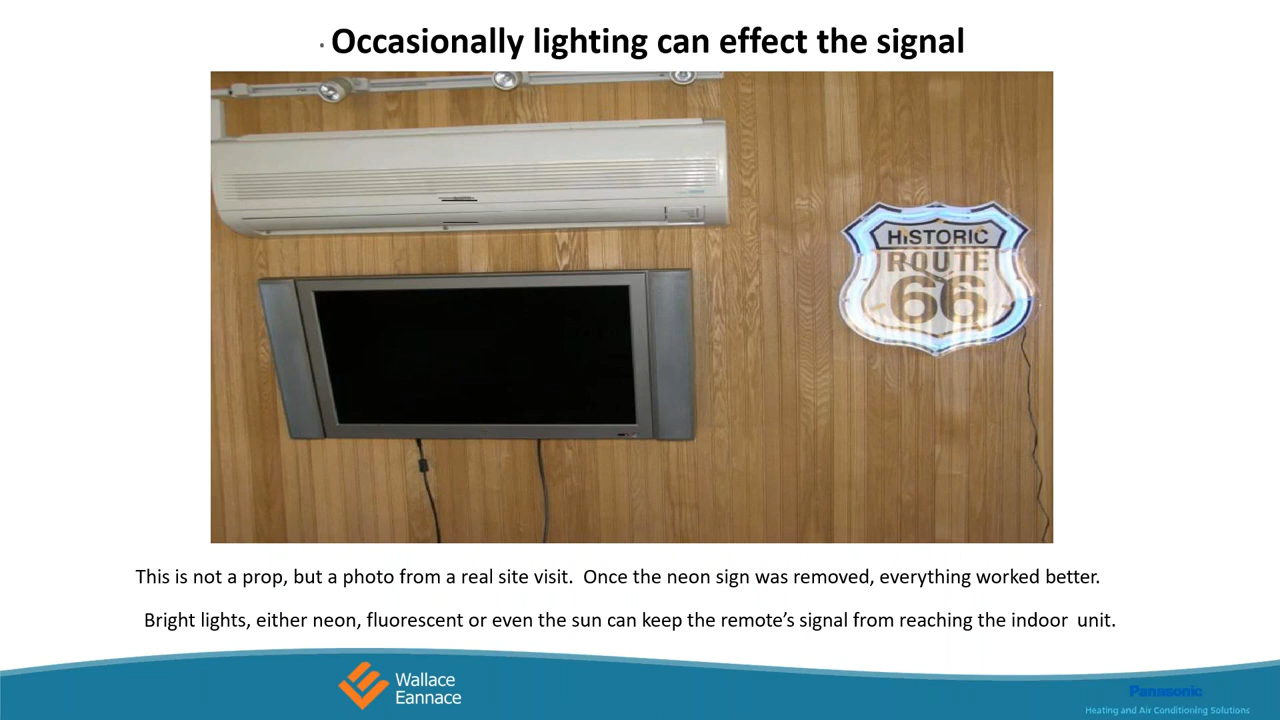 · Occasionally lighting can effect the signal
HISTORIC
ROUTE
66
This is not a prop, but a photo from a real site visit.  Once the neon sign was removed, everything worked better.
Bright lights, either neon, fluorescent or even the sun can keep the remote’s signal from reaching the indoor  unit.
Wallace
Eannace
Panasonic
Heating and Air Conditioning Solutions